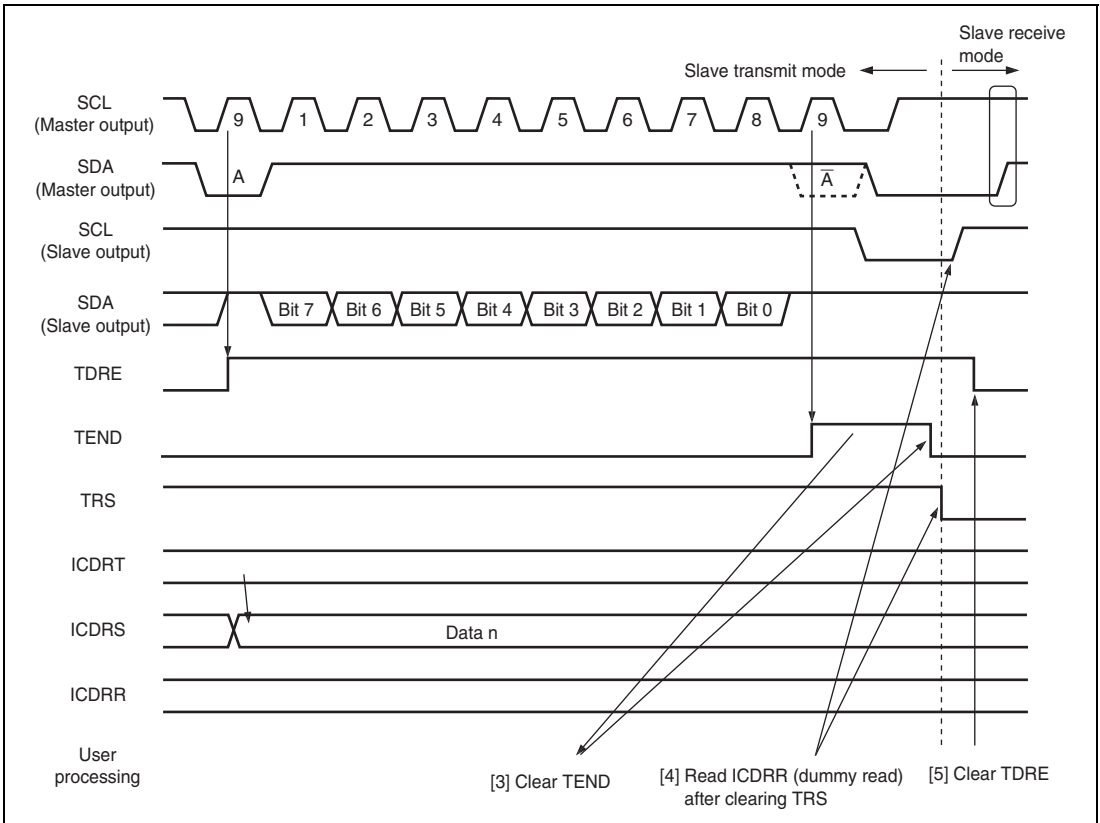 Slave receive
mode
Slave transmit mode
SCL
(Master output)
9 1 2 3 4 5 6 7 8 9
SDA
(Master output)
A A̅
SCL
(Slave output)
SDA
(Slave output)
Bit 7 Bit 6 Bit 5 Bit 4 Bit 3 Bit 2 Bit 1 Bit 0
TDRE
TEND
TRS
ICDRT
ICDRS
Data n
ICDRR
User
processing
[3] Clear TEND
[4] Read ICDRR (dummy read)
after clearing TRS
[5] Clear TDRE